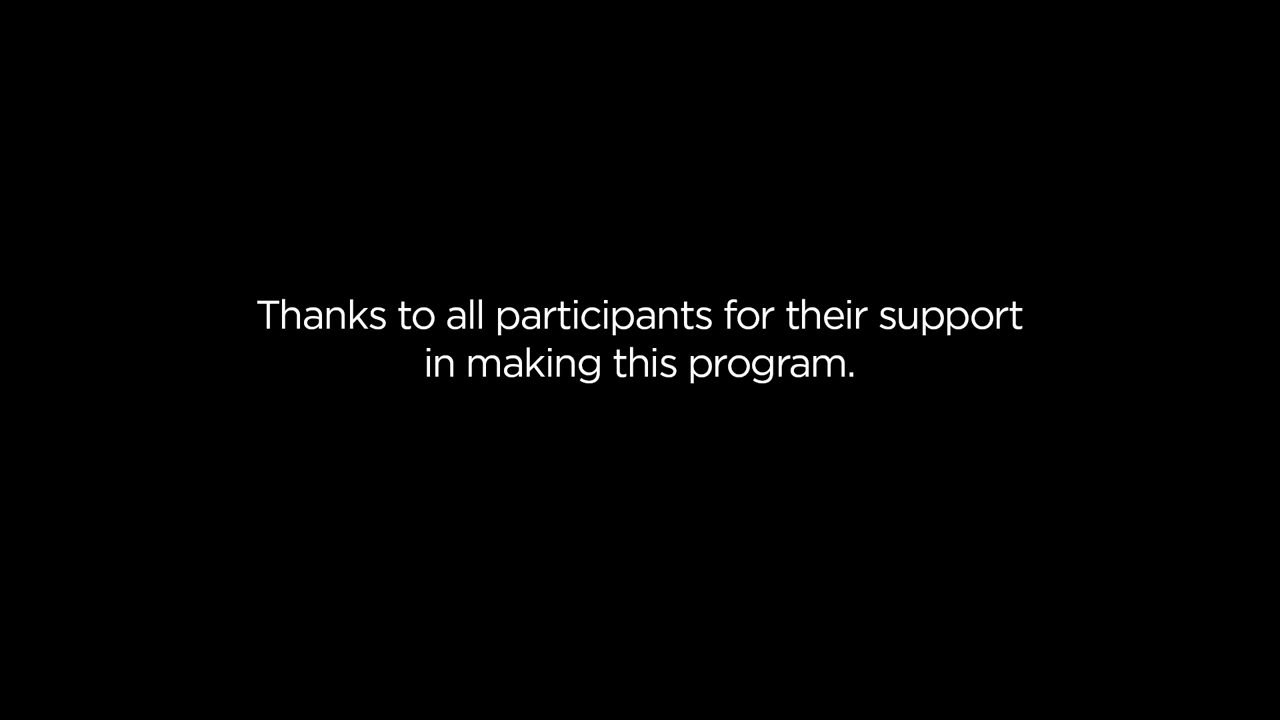 Thanks to all participants for their support
in making this program.